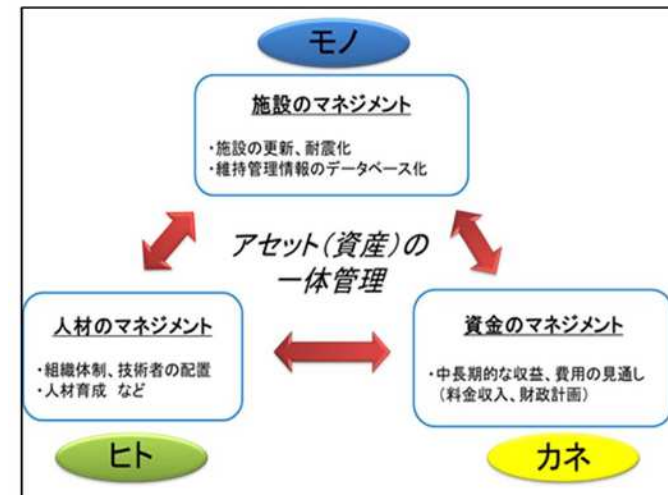 モノ
施設のマネジメント
・施設の更新、耐震化
・維持管理情報のデータベース化
アセット(資産)の
一体管理
人材のマネジメント
・組織体制、技術者の配置
・人材育成 など
資金のマネジメント
・中長期的な収益、費用の見通し
(料金収入、財政計画)
ヒト
カネ